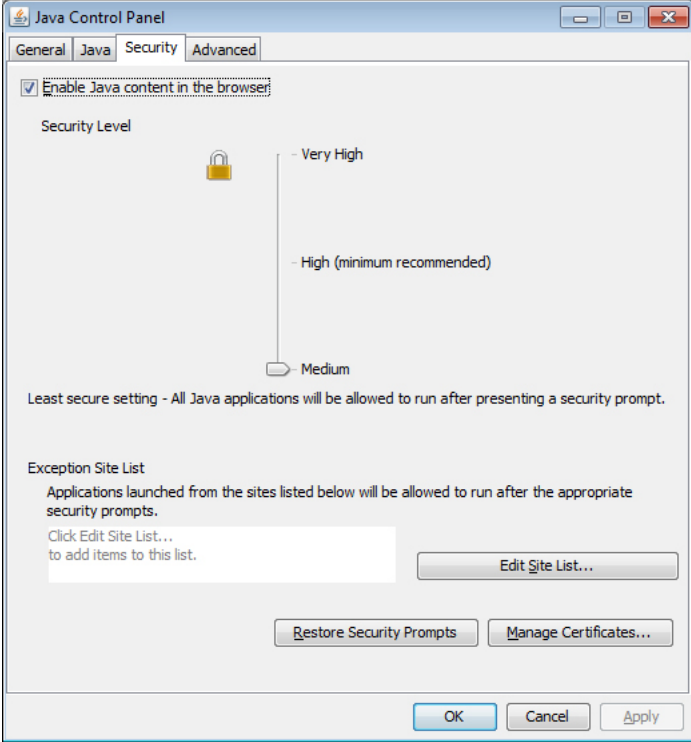 Java Control Panel
General Java Security Advanced
Enable Java content in the browser
Security Level
- Very High
- High (minimum recommended)
- Medium
Least secure setting - All Java applications will be allowed to run after presenting a security prompt.
Exception Site List
Applications launched from the sites listed below will be allowed to run after the appropriate
security prompts.
Click Edit Site List...
to add items to this list.
Edit Site List...
Restore Security Prompts Manage Certificates...
OK Cancel Apply